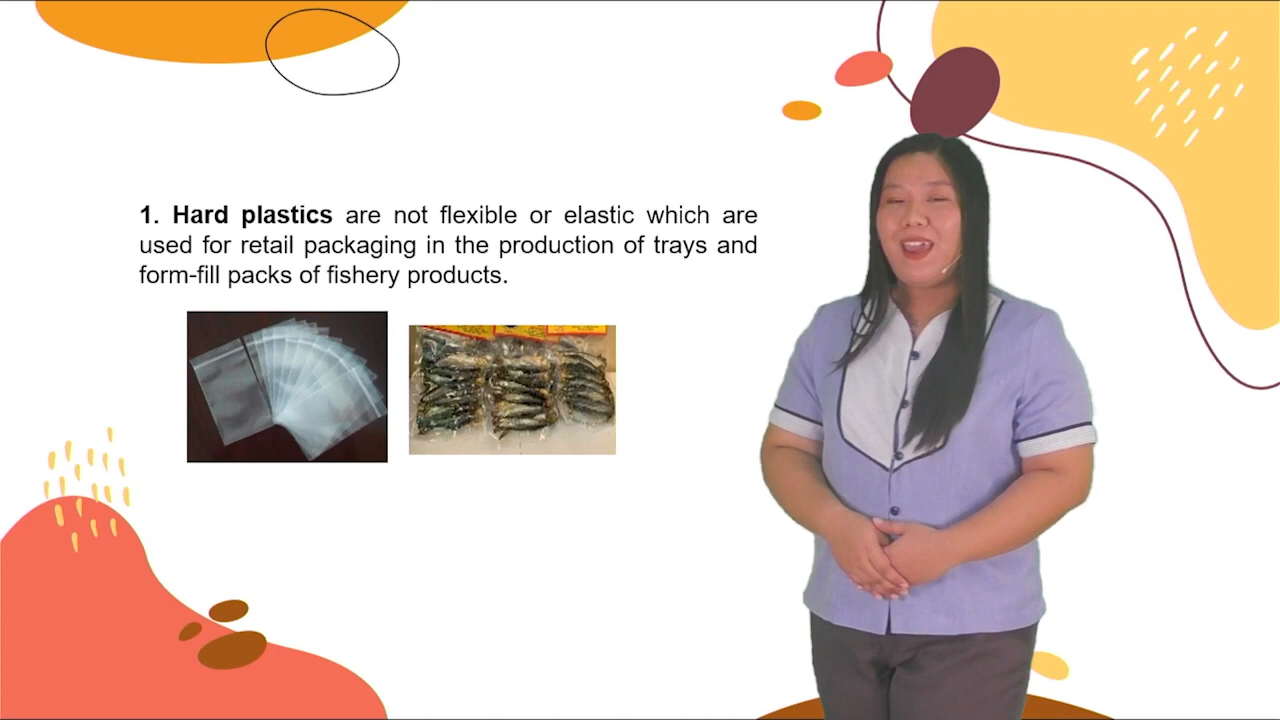 1. Hard plastics are not flexible or elastic which are
used for retail packaging in the production of trays and
form-fill packs of fishery products.